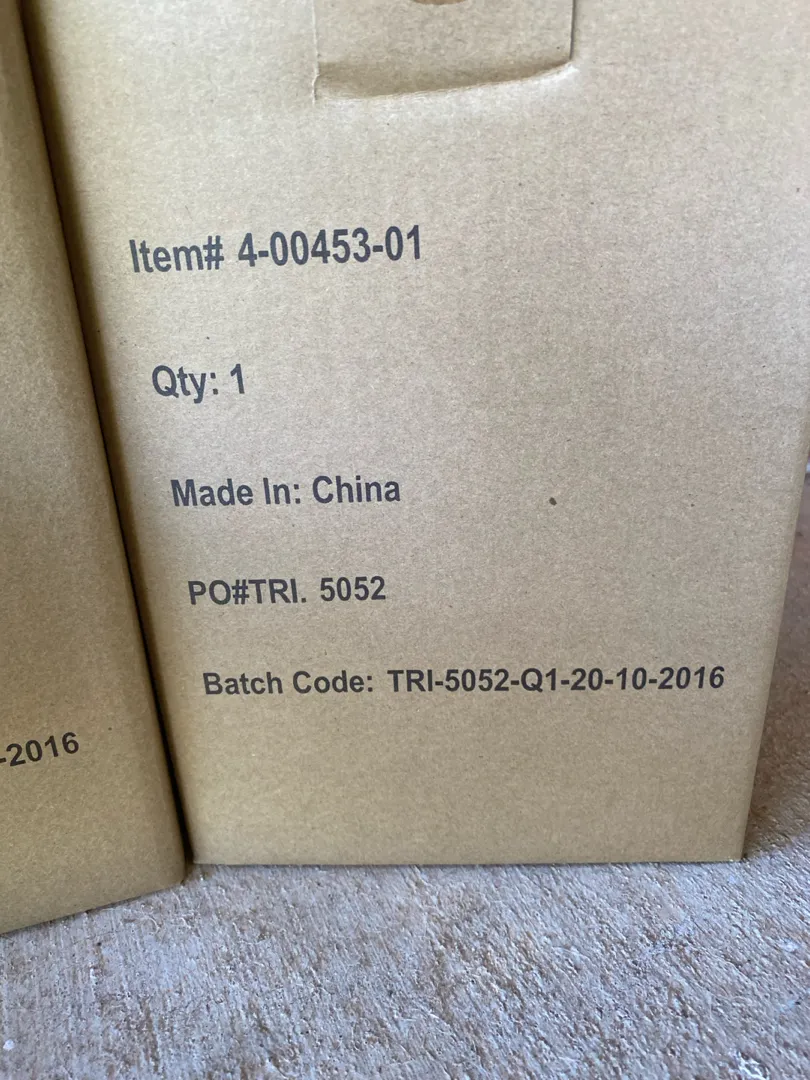 Item# 4-00453-01
Qty: 1
Made In: China
PO#TRI. 5052
Batch Code: TRI-5052-Q1-20-10-2016
-2016